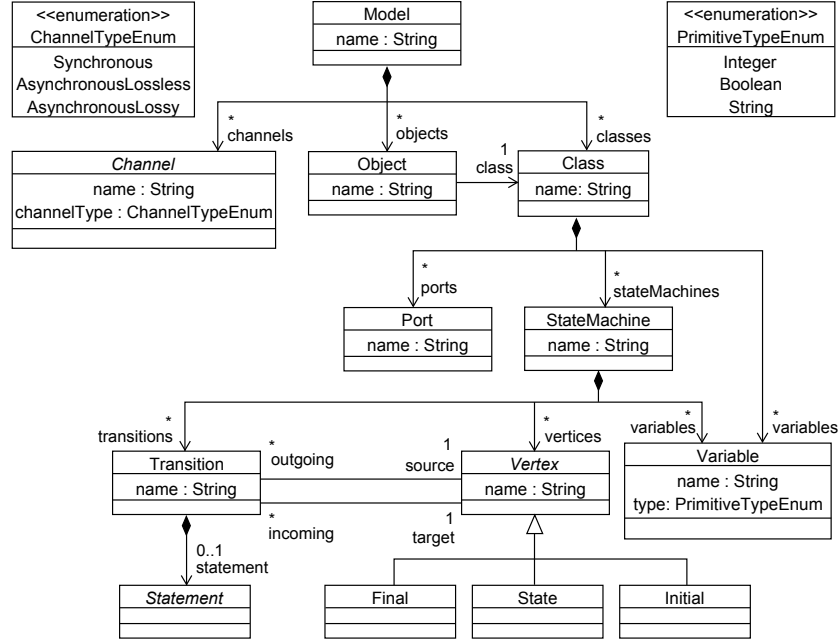 <<enumeration>>
ChannelTypeEnum
Synchronous
AsynchronousLossless
AsynchronousLossy
Model
name : String
<<enumeration>>
PrimitiveTypeEnum
Integer
Boolean
String
*
channels
*
objects
*
classes
Channel
name : String
channelType : ChannelTypeEnum
Object
name : String
1
class
Class
name: String
*
ports
*
stateMachines
Port
name : String
StateMachine
name : String
*
transitions
*
vertices
*
variables
*
variables
Transition
name : String
*
outgoing
1
source
*
incoming
1
target
Vertex
name : String
Variable
name : String
type: PrimitiveTypeEnum
0..1
statement
Statement
Final
State
Initial